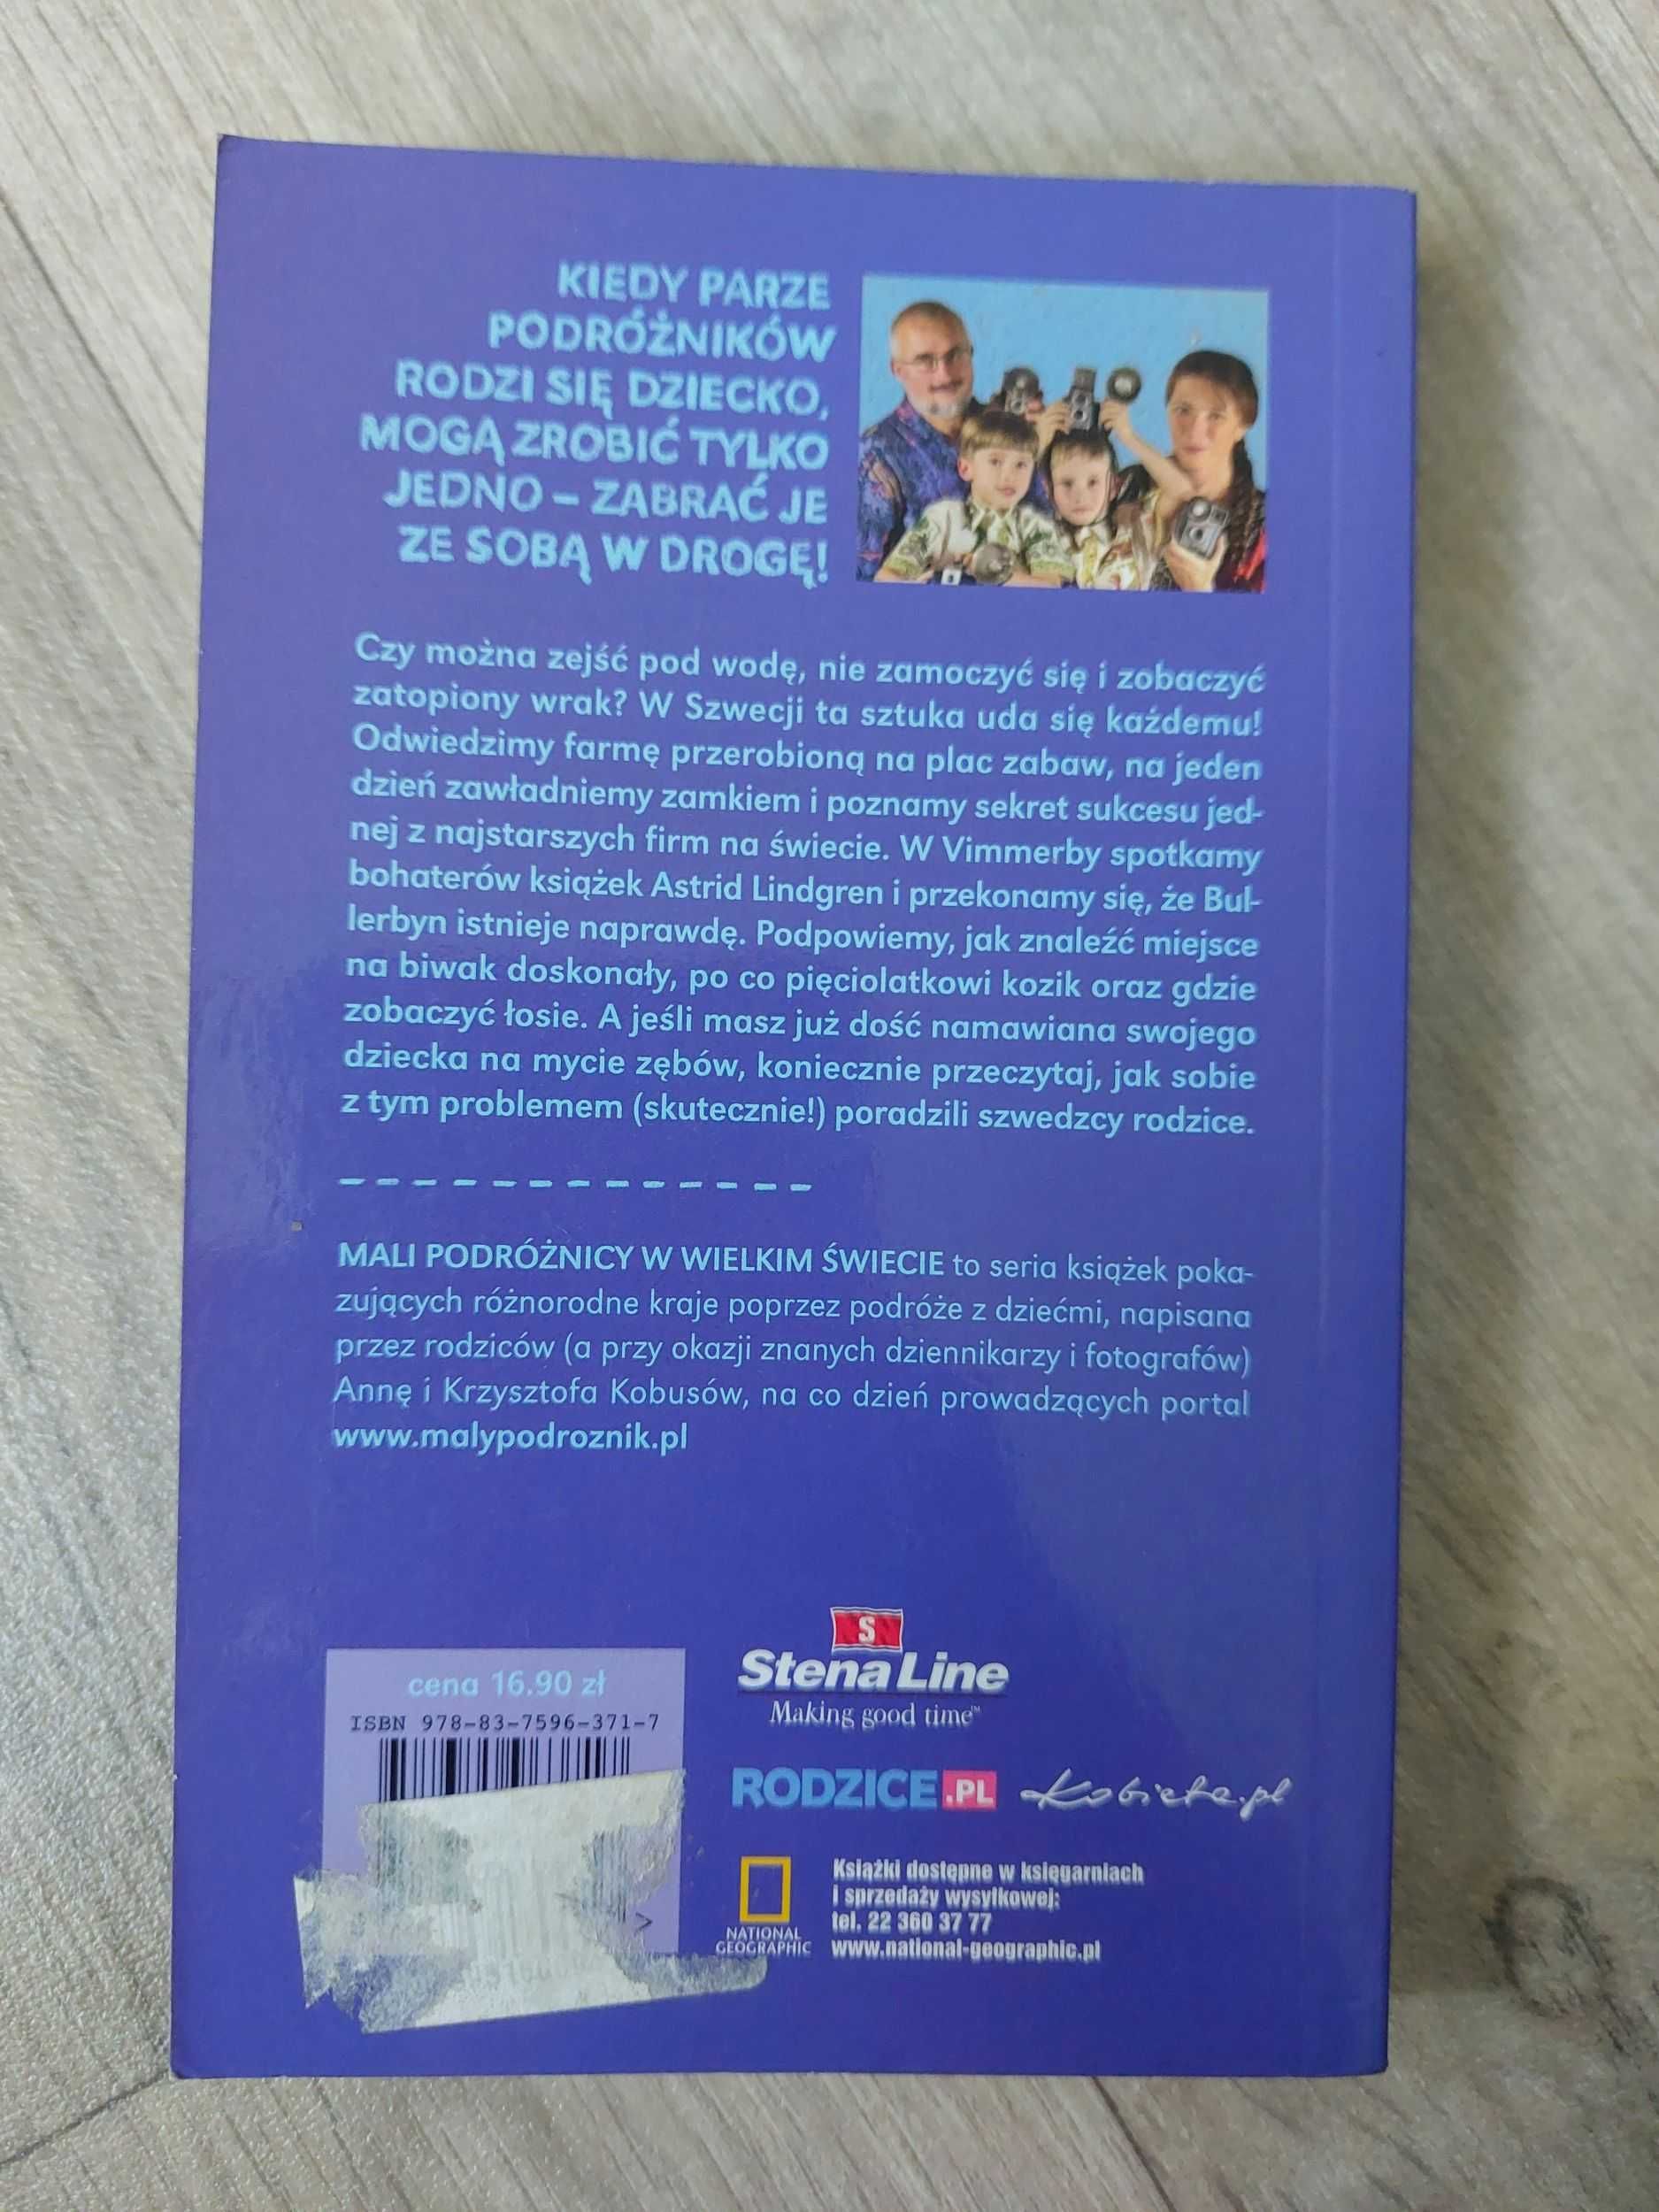 KIEDY PARZE
PODRÓŻNIKÓW
RODZI SIĘ DZIECKO,
MOGĄ ZROBIĆ TYLKO
JEDNO – ZABRAĆ JE
ZE SOBĄ W DROGĘ!
Czy można zejść pod wodę, nie zamoczyć się i zobaczyć
zatopiony wrak? W Szwecji ta sztuka uda się każdemu!
Odwiedzimy farmę przerobioną na plac zabaw, na jeden
dzień zawładniemy zamkiem i poznamy sekret sukcesu jed-
nej z najstarszych firm na świecie. W Vimmerby spotkamy
bohaterów książek Astrid Lindgren i przekonamy się, że Bul-
lerbyn istnieje naprawdę. Podpowiemy, jak znaleźć miejsce
na biwak doskonały, po co pięciolatkowi kozik oraz gdzie
zobaczyć łosie. A jeśli masz już dość namawiana swojego
dziecka na mycie zębów, koniecznie przeczytaj, jak sobie
z tym problemem (skutecznie!) poradzili szwedzcy rodzice.
MALI PODRÓŻNICY W WIELKIM ŚWIECIE to seria książek poka-
zujących różnorodne kraje poprzez podróże z dziećmi, napisana
przez rodziców (a przy okazji znanych dziennikarzy i fotografów)
Annę i Krzysztofa Kobusów, na co dzień prowadzących portal
www.malypodroznik.pl
cena 16.90 zł
ISBN 978-83-7596-371-7
>
S
Stena Line
Making good time™
RODZICE.PL
Kobieta.pl
NATIONAL
GEOGRAPHIC
Książki dostępne w księgarniach
i sprzedaży wysyłkowej:
tel. 22 360 37 77
www.national-geographic.pl